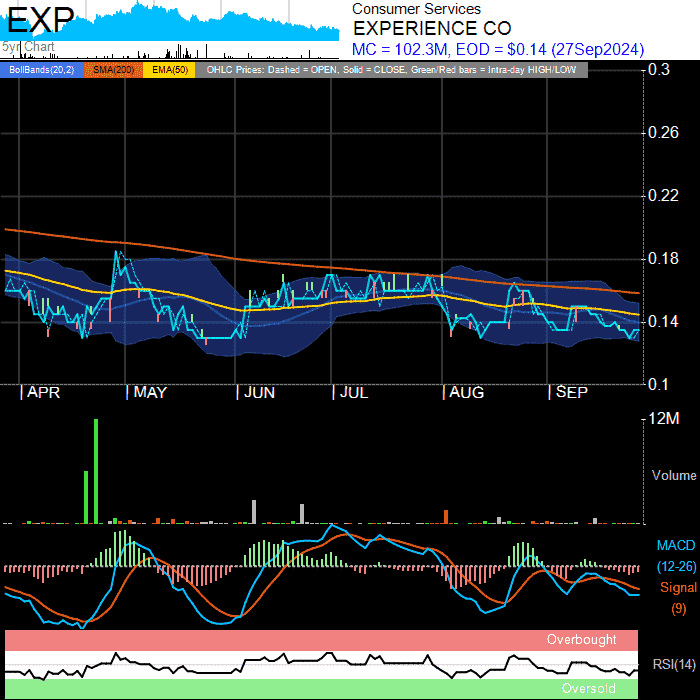 EXP
5yr Chart
Consumer Services
EXPERIENCE CO
MC = 102.3M, EOD = $0.14 (27Sep2024)
BollBands(20,2) SMA(200) EMA(50) OHLC Prices: Dashed = OPEN, Solid = CLOSE, Green/Red bars = Intra-day HIGH/LOW
0.3
0.26
0.22
0.18
0.14
0.1
APR MAY JUN JUL AUG SEP
12M
Volume
MACD
(12-26)
Signal
(9)
Overbought
RSI(14)
Oversold